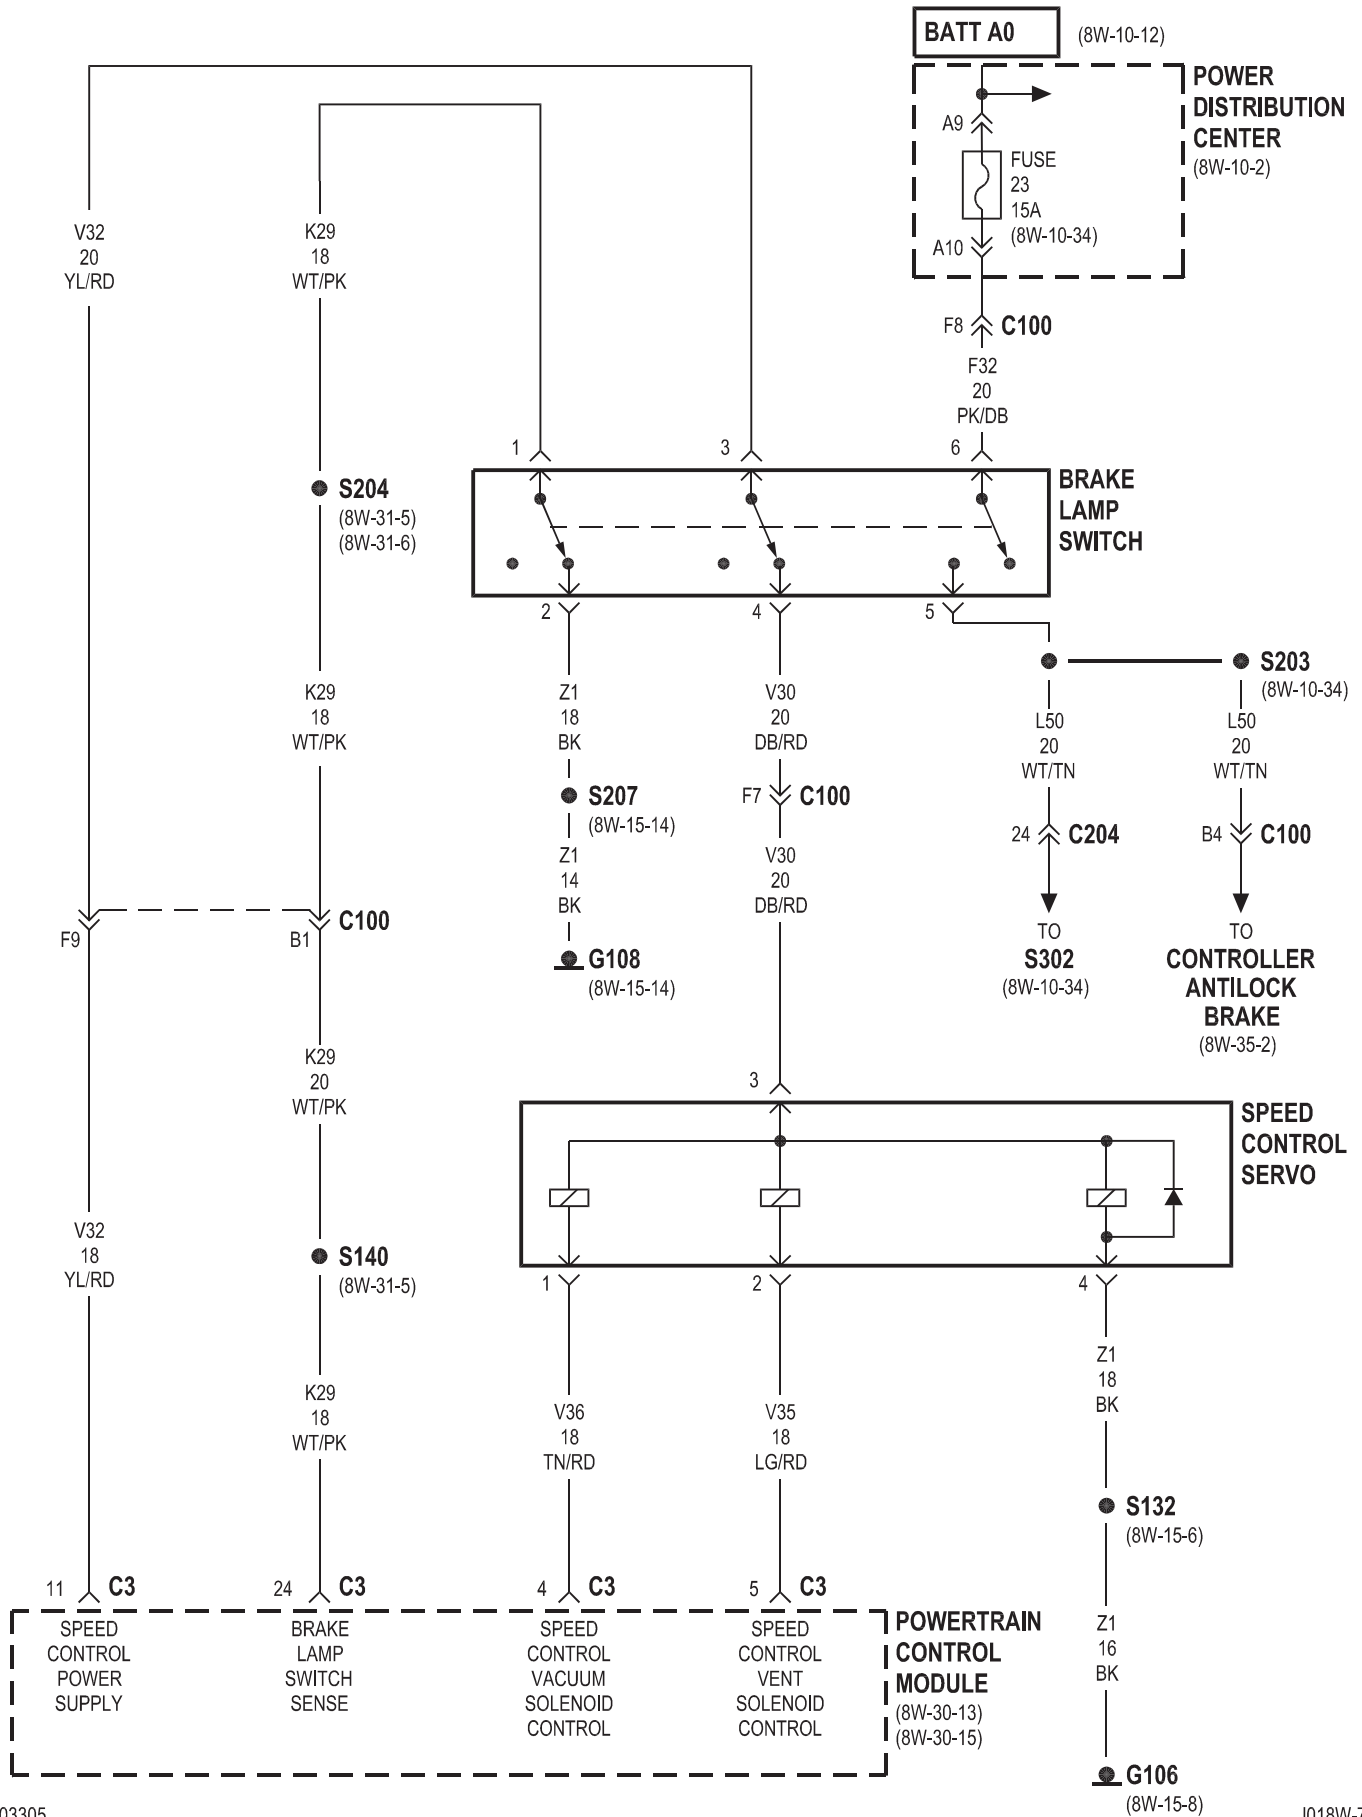 BATT A0
(8W-10-12)
POWER
DISTRIBUTION
CENTER
(8W-10-2)
A9
FUSE
23
15A
(8W-10-34)
A10
F8
C100
F32
20
PK/DB
V32
20
YL/RD
K29
18
WT/PK
1
3
6
BRAKE
LAMP
SWITCH
S204
(8W-31-5)
(8W-31-6)
2
4
5
S203
(8W-10-34)
K29
18
WT/PK
Z1
18
BK
V30
20
DB/RD
L50
20
WT/TN
L50
20
WT/TN
S207
(8W-15-14)
F7
C100
24
C204
B4
C100
Z1
14
BK
V30
20
DB/RD
F9
B1
C100
G108
(8W-15-14)
TO
S302
(8W-10-34)
TO
CONTROLLER
ANTILOCK
BRAKE
(8W-35-2)
K29
20
WT/PK
3
SPEED
CONTROL
SERVO
V32
18
YL/RD
S140
(8W-31-5)
1
2
4
K29
18
WT/PK
V36
18
TN/RD
V35
18
LG/RD
Z1
18
BK
S132
(8W-15-6)
11
C3
24
C3
4
C3
5
C3
SPEED
CONTROL
POWER
SUPPLY
BRAKE
LAMP
SWITCH
SENSE
SPEED
CONTROL
VACUUM
SOLENOID
CONTROL
SPEED
CONTROL
VENT
SOLENOID
CONTROL
POWERTRAIN
CONTROL
MODULE
(8W-30-13)
(8W-30-15)
Z1
16
BK
G106
(8W-15-8)
03305
J018W-7